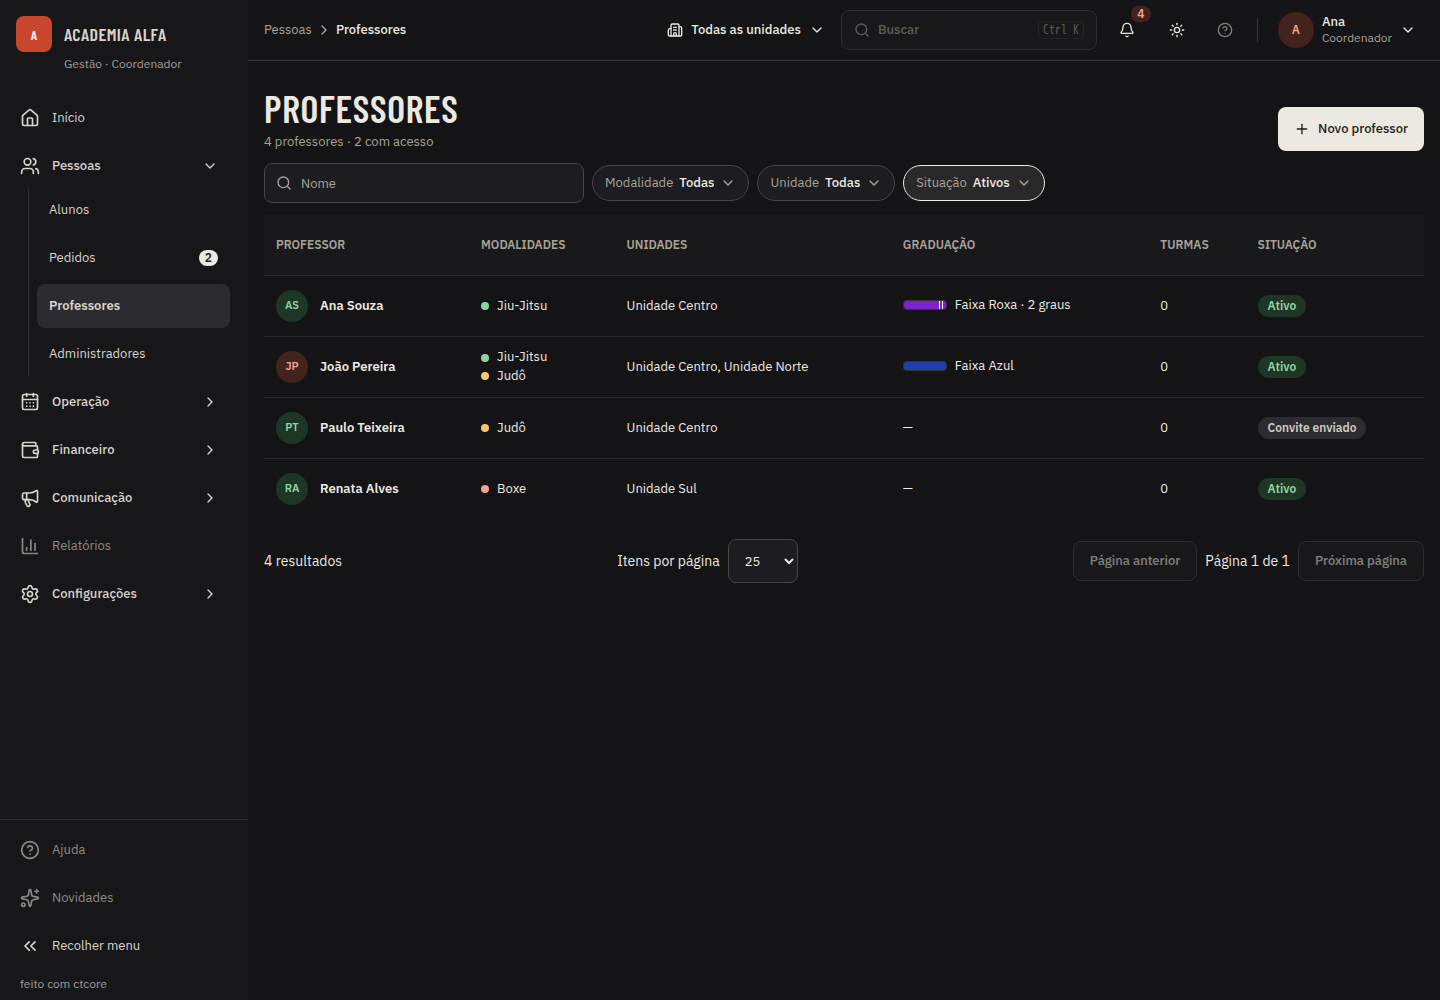 A
ACADEMIA ALFA
Gestão · Coordenador
Início
Pessoas
Alunos
Pedidos 2
Professores
Administradores
Operação
Financeiro
Comunicação
Relatórios
Configurações
Ajuda
Novidades
Recolher menu
feito com ctcore
Pessoas > Professores
Todas as unidades
Buscar Ctrl K
4
A
Ana
Coordenador
PROFESSORES
4 professores · 2 com acesso
+ Novo professor
Nome
Modalidade Todas
Unidade Todas
Situação Ativos
PROFESSOR MODALIDADES UNIDADES GRADUAÇÃO TURMAS SITUAÇÃO
AS Ana Souza Jiu-Jitsu Unidade Centro Faixa Roxa · 2 graus 0 Ativo
JP João Pereira Jiu-Jitsu
Judô Unidade Centro, Unidade Norte Faixa Azul 0 Ativo
PT Paulo Teixeira Judô Unidade Centro — 0 Convite enviado
RA Renata Alves Boxe Unidade Sul — 0 Ativo
4 resultados
Itens por página 25
Página anterior Página 1 de 1 Próxima página